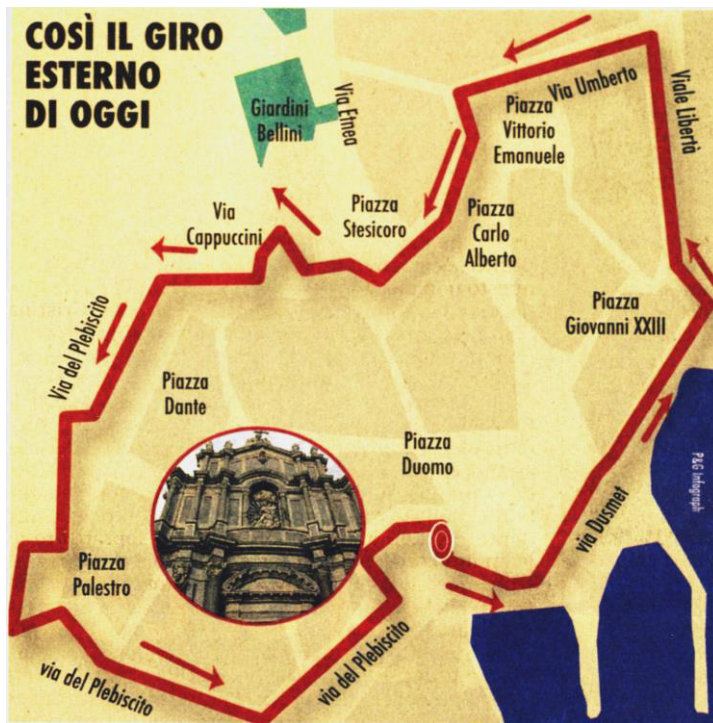 COSÌ IL GIRO
ESTERNO
DI OGGI
Giardini
Bellini
Via Etnea
Via Umberto
Viale Libertà
Piazza
Vittorio
Emanuele
Via
Cappuccini
Piazza
Stesicoro
Piazza
Carlo
Alberto
Piazza
Giovanni XXIII
Via del Plebiscito
Piazza
Dante
Piazza
Duomo
P&G Infograph
via Dusmet
Piazza
Palestro
via del Plebiscito
via del Plebiscito